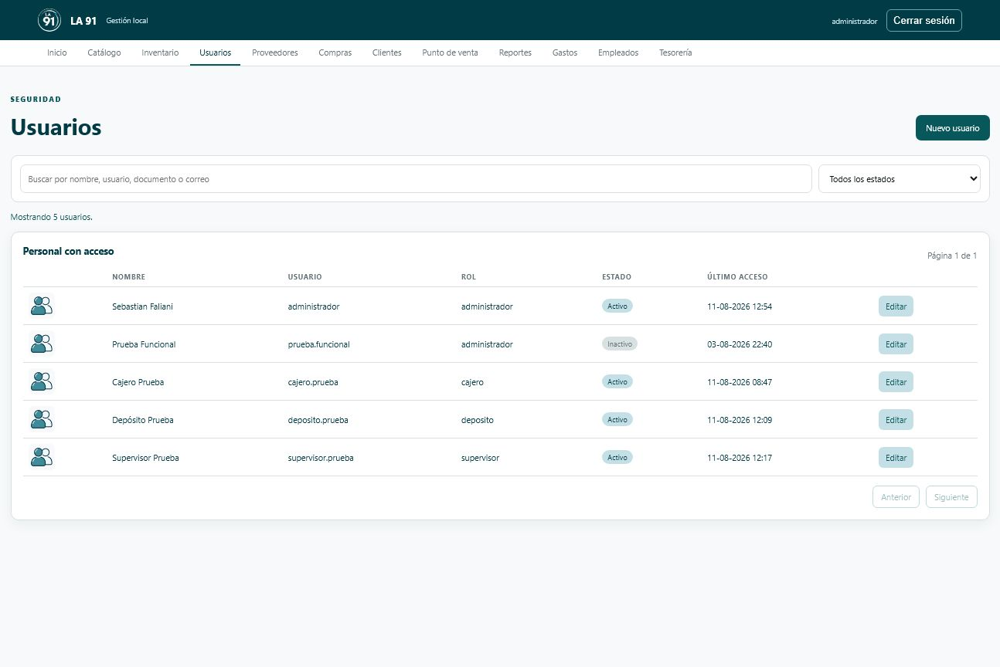 LA
91
LA 91 Gestión local administrador Cerrar sesión
Inicio Catálogo Inventario Usuarios Proveedores Compras Clientes Punto de venta Reportes Gastos Empleados Tesorería
SEGURIDAD
Usuarios
Nuevo usuario
Buscar por nombre, usuario, documento o correo Todos los estados
Mostrando 5 usuarios.
Personal con acceso
Página 1 de 1
NOMBRE USUARIO ROL ESTADO ÚLTIMO ACCESO
Sebastian Faliani administrador administrador Activo 11-08-2026 12:54 Editar
Prueba Funcional prueba.funcional administrador Inactivo 03-08-2026 22:40 Editar
Cajero Prueba cajero.prueba cajero Activo 11-08-2026 08:47 Editar
Depósito Prueba deposito.prueba deposito Activo 11-08-2026 12:09 Editar
Supervisor Prueba supervisor.prueba supervisor Activo 11-08-2026 12:17 Editar
Anterior Siguiente